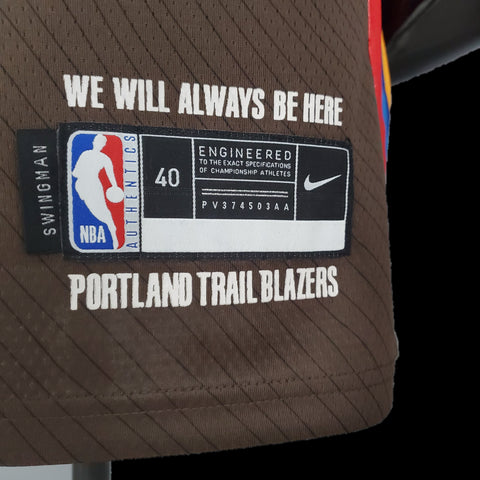 WE WILL ALWAYS BE HERE
SWINGMAN
NBA
AUTHENTICS
40
ENGINEERED
TO THE EXACT SPECIFICATIONS
OF CHAMPIONSHIP ATHLETES
PV374503AA
PORTLAND TRAIL BLAZERS